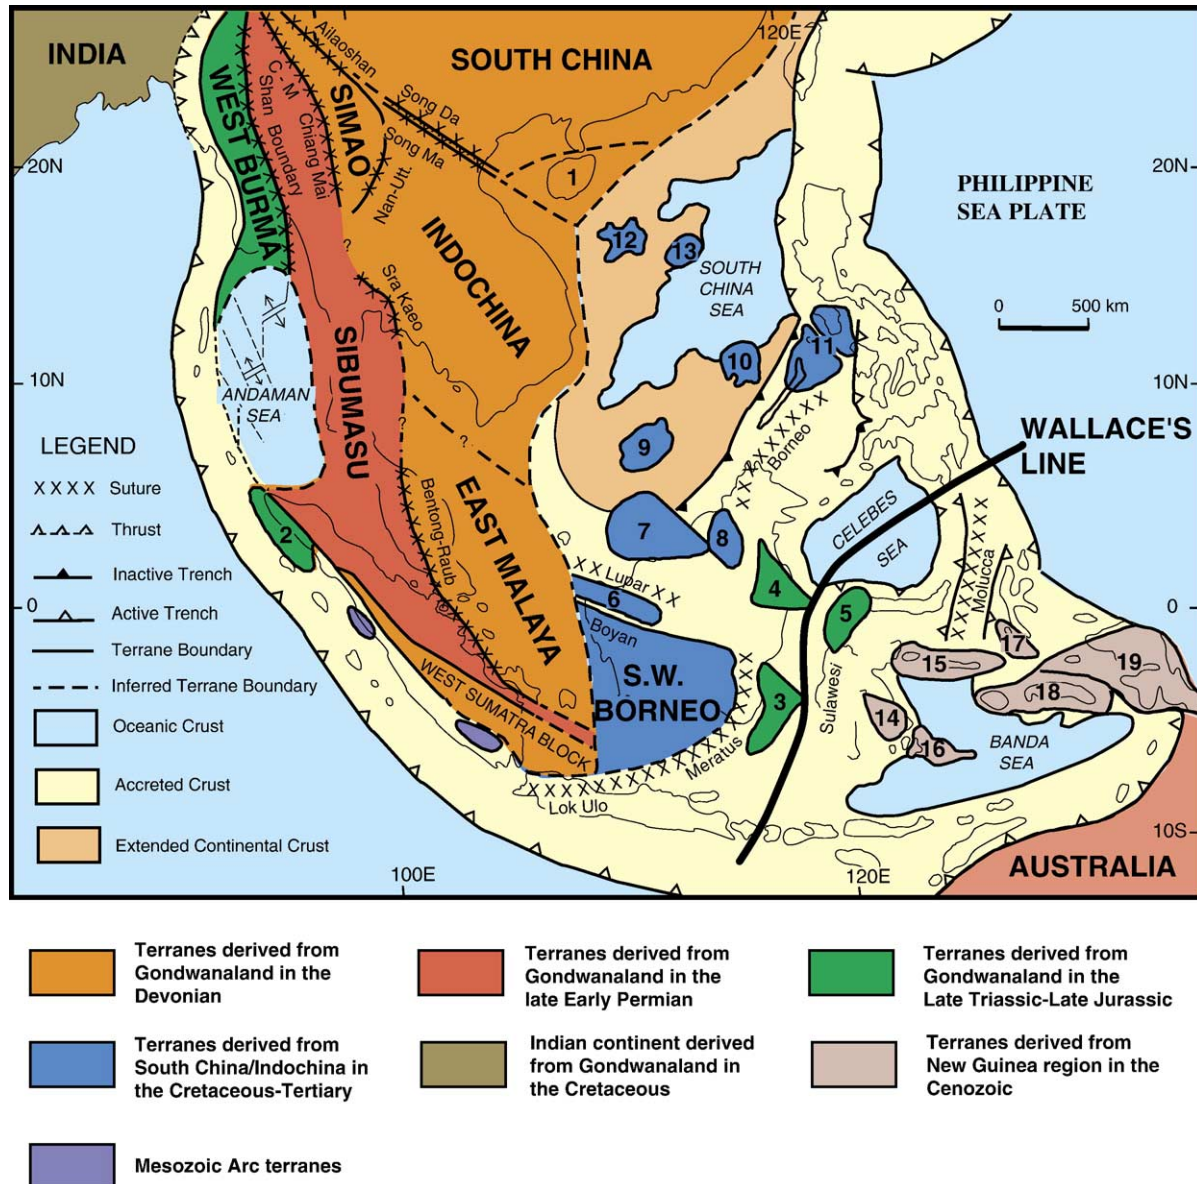 INDIA
120E
SOUTH CHINA
Ailaoshan
WEST BURMA
C.-M
Shan Boundary
Chiang Mai
SIMAO
Song Da
Song Ma
Nan-Utt.
1
20N
20N
PHILIPPINE
SEA PLATE
12
13
SOUTH
CHINA
SEA
0 500 km
INDOCHINA
?
Sra Kaeo
SIBUMASU
ANDAMAN
SEA
10N
10N
10
11
9
WALLACE'S
LINE
Borneo
?
?
LEGEND
XXXX Suture
Thrust
Inactive Trench
Active Trench
Terrane Boundary
Inferred Terrane Boundary
Oceanic Crust
Accreted Crust
Extended Continental Crust
2
Bentong-Raub
EAST MALAYA
7
8
CELEBES
SEA
Molucca
X X Lupar X X
6
Boyan
4
5
0
0
S.W.
BORNEO
WEST SUMATRA BLOCK
3
Sulawesi
Meratus
Lok Ulo
15
17
19
18
14
16
BANDA
SEA
10S
AUSTRALIA
100E
120E
Terranes derived from
Gondwanaland in the
Devonian
Terranes derived from
Gondwanaland in the
late Early Permian
Terranes derived from
Gondwanaland in the
Late Triassic-Late Jurassic
Terranes derived from
South China/Indochina in
the Cretaceous-Tertiary
Indian continent derived
from Gondwanaland in
the Cretaceous
Terranes derived from
New Guinea region in the
Cenozoic
Mesozoic Arc terranes